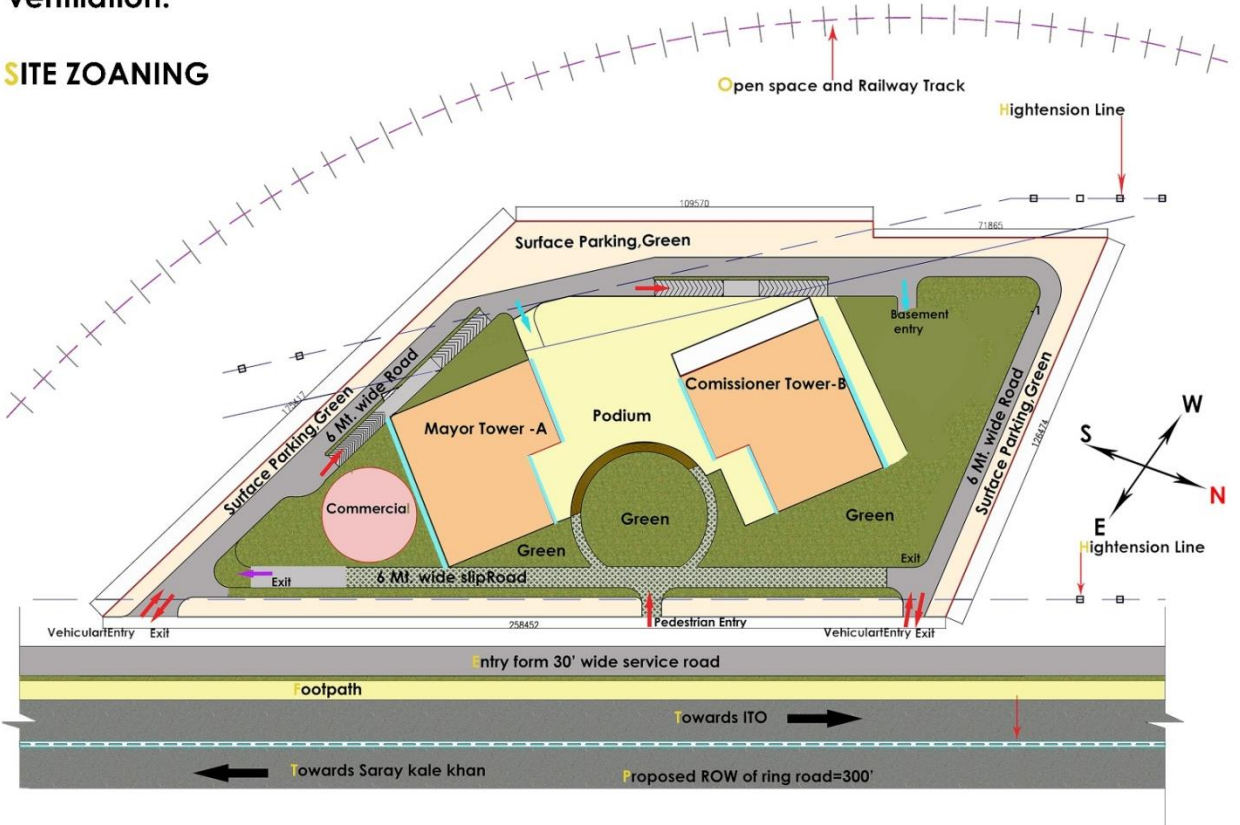 ventilation.
SITE ZOANING
Open space and Railway Track
Hightension Line
109570
71865
Surface Parking,Green
Basement
entry
Comissioner Tower-B
Podium
Mayor Tower -A
175417
Surface Parking,Green
6 Mt. wide Road
6 Mt. wide Road
Surface Parking, Green
128474
W
S
N
E
Commercial
Green
Green
Green
Hightension Line
Exit
Exit
6 Mt. wide slipRoad
VehiculartEntry Exit
Pedestrian Entry
VehiculartEntry Exit
258452
Entry form 30' wide service road
Footpath
Towards ITO
Towards Saray kale khan
Proposed ROW of ring road=300'